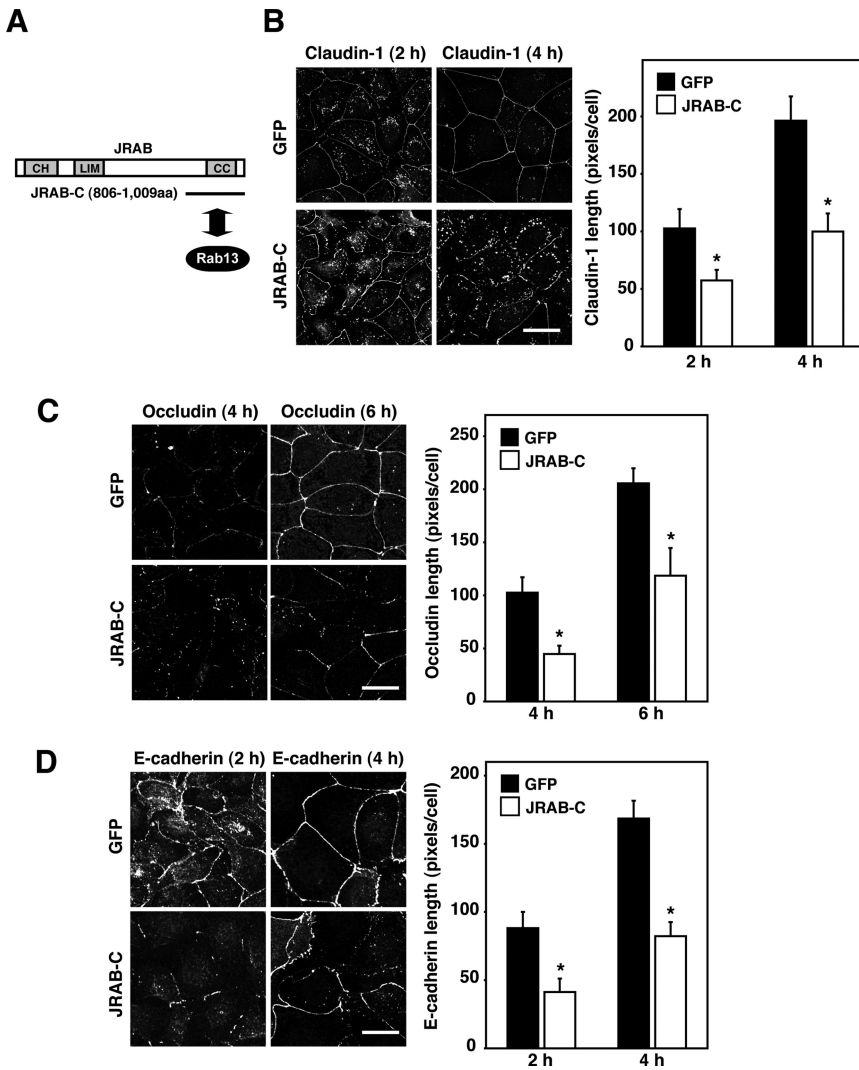 A
JRAB
CH LIM CC
JRAB-C (806-1,009aa)
Rab13
B
Claudin-1 (2 h) Claudin-1 (4 h)
GFP
JRAB-C
Claudin-1 length (pixels/cell)
GFP
JRAB-C
200
150
100
50
0
*
*
2 h 4 h
C
Occludin (4 h) Occludin (6 h)
GFP
JRAB-C
Occludin length (pixels/cell)
GFP
JRAB-C
250
200
150
100
50
0
*
*
4 h 6 h
D
E-cadherin (2 h) E-cadherin (4 h)
GFP
JRAB-C
E-cadherin length (pixels/cell)
GFP
JRAB-C
200
150
100
50
0
*
*
2 h 4 h